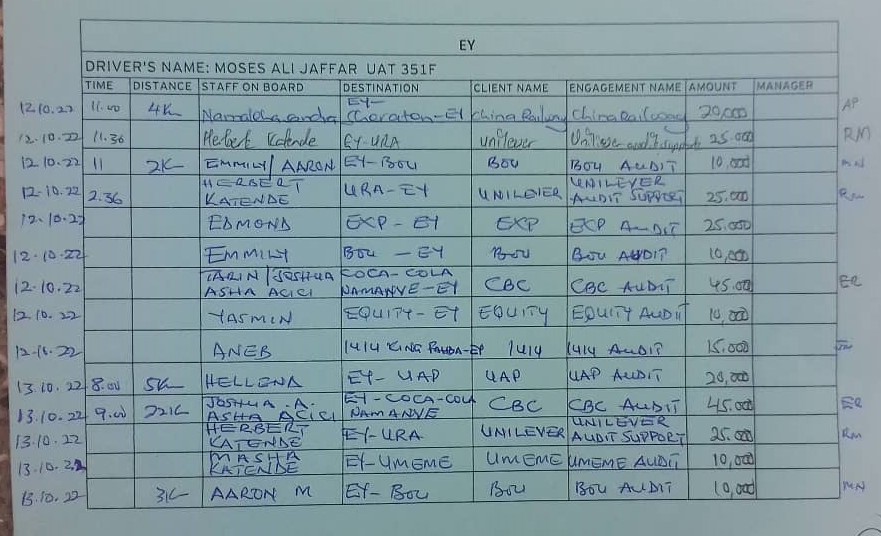 EY
DRIVER'S NAME: MOSES ALI JAFFAR UAT 351F
TIME DISTANCE STAFF ON BOARD DESTINATION CLIENT NAME ENGAGEMENT NAME AMOUNT MANAGER
12.10.22 11.00 4K EY- Sheraton-EY China Railway China Railway 20,000 AP
12.10.22 11.36 Herbert Katende EY-URA Unilever Unilever audit support 25.000 RM
12.10.22 11 2K EMMILY/AARON EY-BOU BOU BOU AUDIT 10,000 MN
12.10.22 2.36 HERBERT KATENDE URA-EY UNILEVER UNILEVER AUDIT SUPPORT 25.000 Rm
12.10.22 EDMOND EXP - EY EXP EXP AUDIT 25.000
12.10.22 EMMILY BOU - EY BOU BOU AUDIT 10,000
12.10.22 TARIN/JOSHUA ASHA ACICI COCA-COLA NAMANVE-EY CBC CBC AUDIT 45.000 ER
12.10.22 YASMIN EQUITY-EY EQUITY EQUITY AUDIT 10,000
12.10.22 ANEB 1414 KING FAHDA-EY 1414 1414 AUDIT 15.000
13.10.22 8.00 5K HELLENA EY-UAP UAP UAP AUDIT 20,000
13.10.22 9.00 22K JOSHUA .A. ASHA ACICI EY-COCA-COLA NAMANVE CBC CBC AUDIT 45.000 ER
13.10.22 HERBERT KATENDE EY-URA UNILEVER UNILEVER AUDIT SUPPORT 25.000 Rm
13.10.22 MASHA KATENDE EY-UMEME UMEME UMEME AUDIT 10,000
13.10.22 3K AARON M EY-BOU BOU BOU AUDIT 10,000 MN